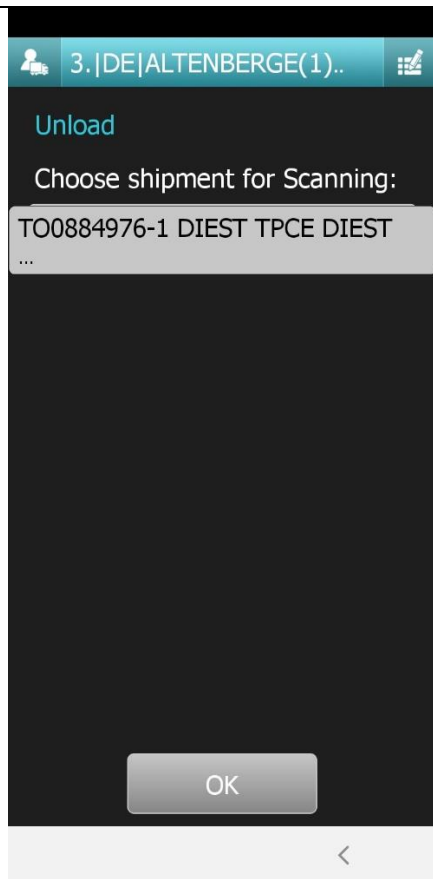 3.|DE|ALTENBERGE(1)..
Unload
Choose shipment for Scanning:
TO0884976-1 DIEST TPCE DIEST
...
OK